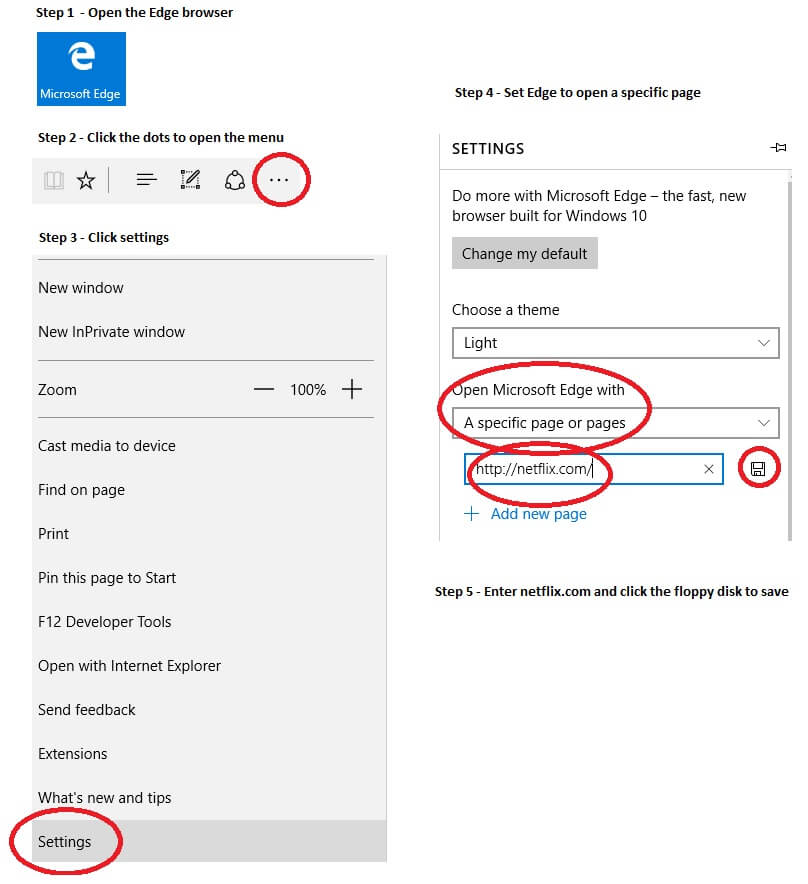 Step 1 - Open the Edge browser
Microsoft Edge
Step 2 - Click the dots to open the menu
Step 3 - Click settings
New window
New InPrivate window
Zoom 100%
Cast media to device
Find on page
Print
Pin this page to Start
F12 Developer Tools
Open with Internet Explorer
Send feedback
Extensions
What's new and tips
Settings
Step 4 - Set Edge to open a specific page
SETTINGS
Do more with Microsoft Edge – the fast, new
browser built for Windows 10
Change my default
Choose a theme
Light
Open Microsoft Edge with
A specific page or pages
http://netflix.com/
Add new page
Step 5 - Enter netflix.com and click the floppy disk to save